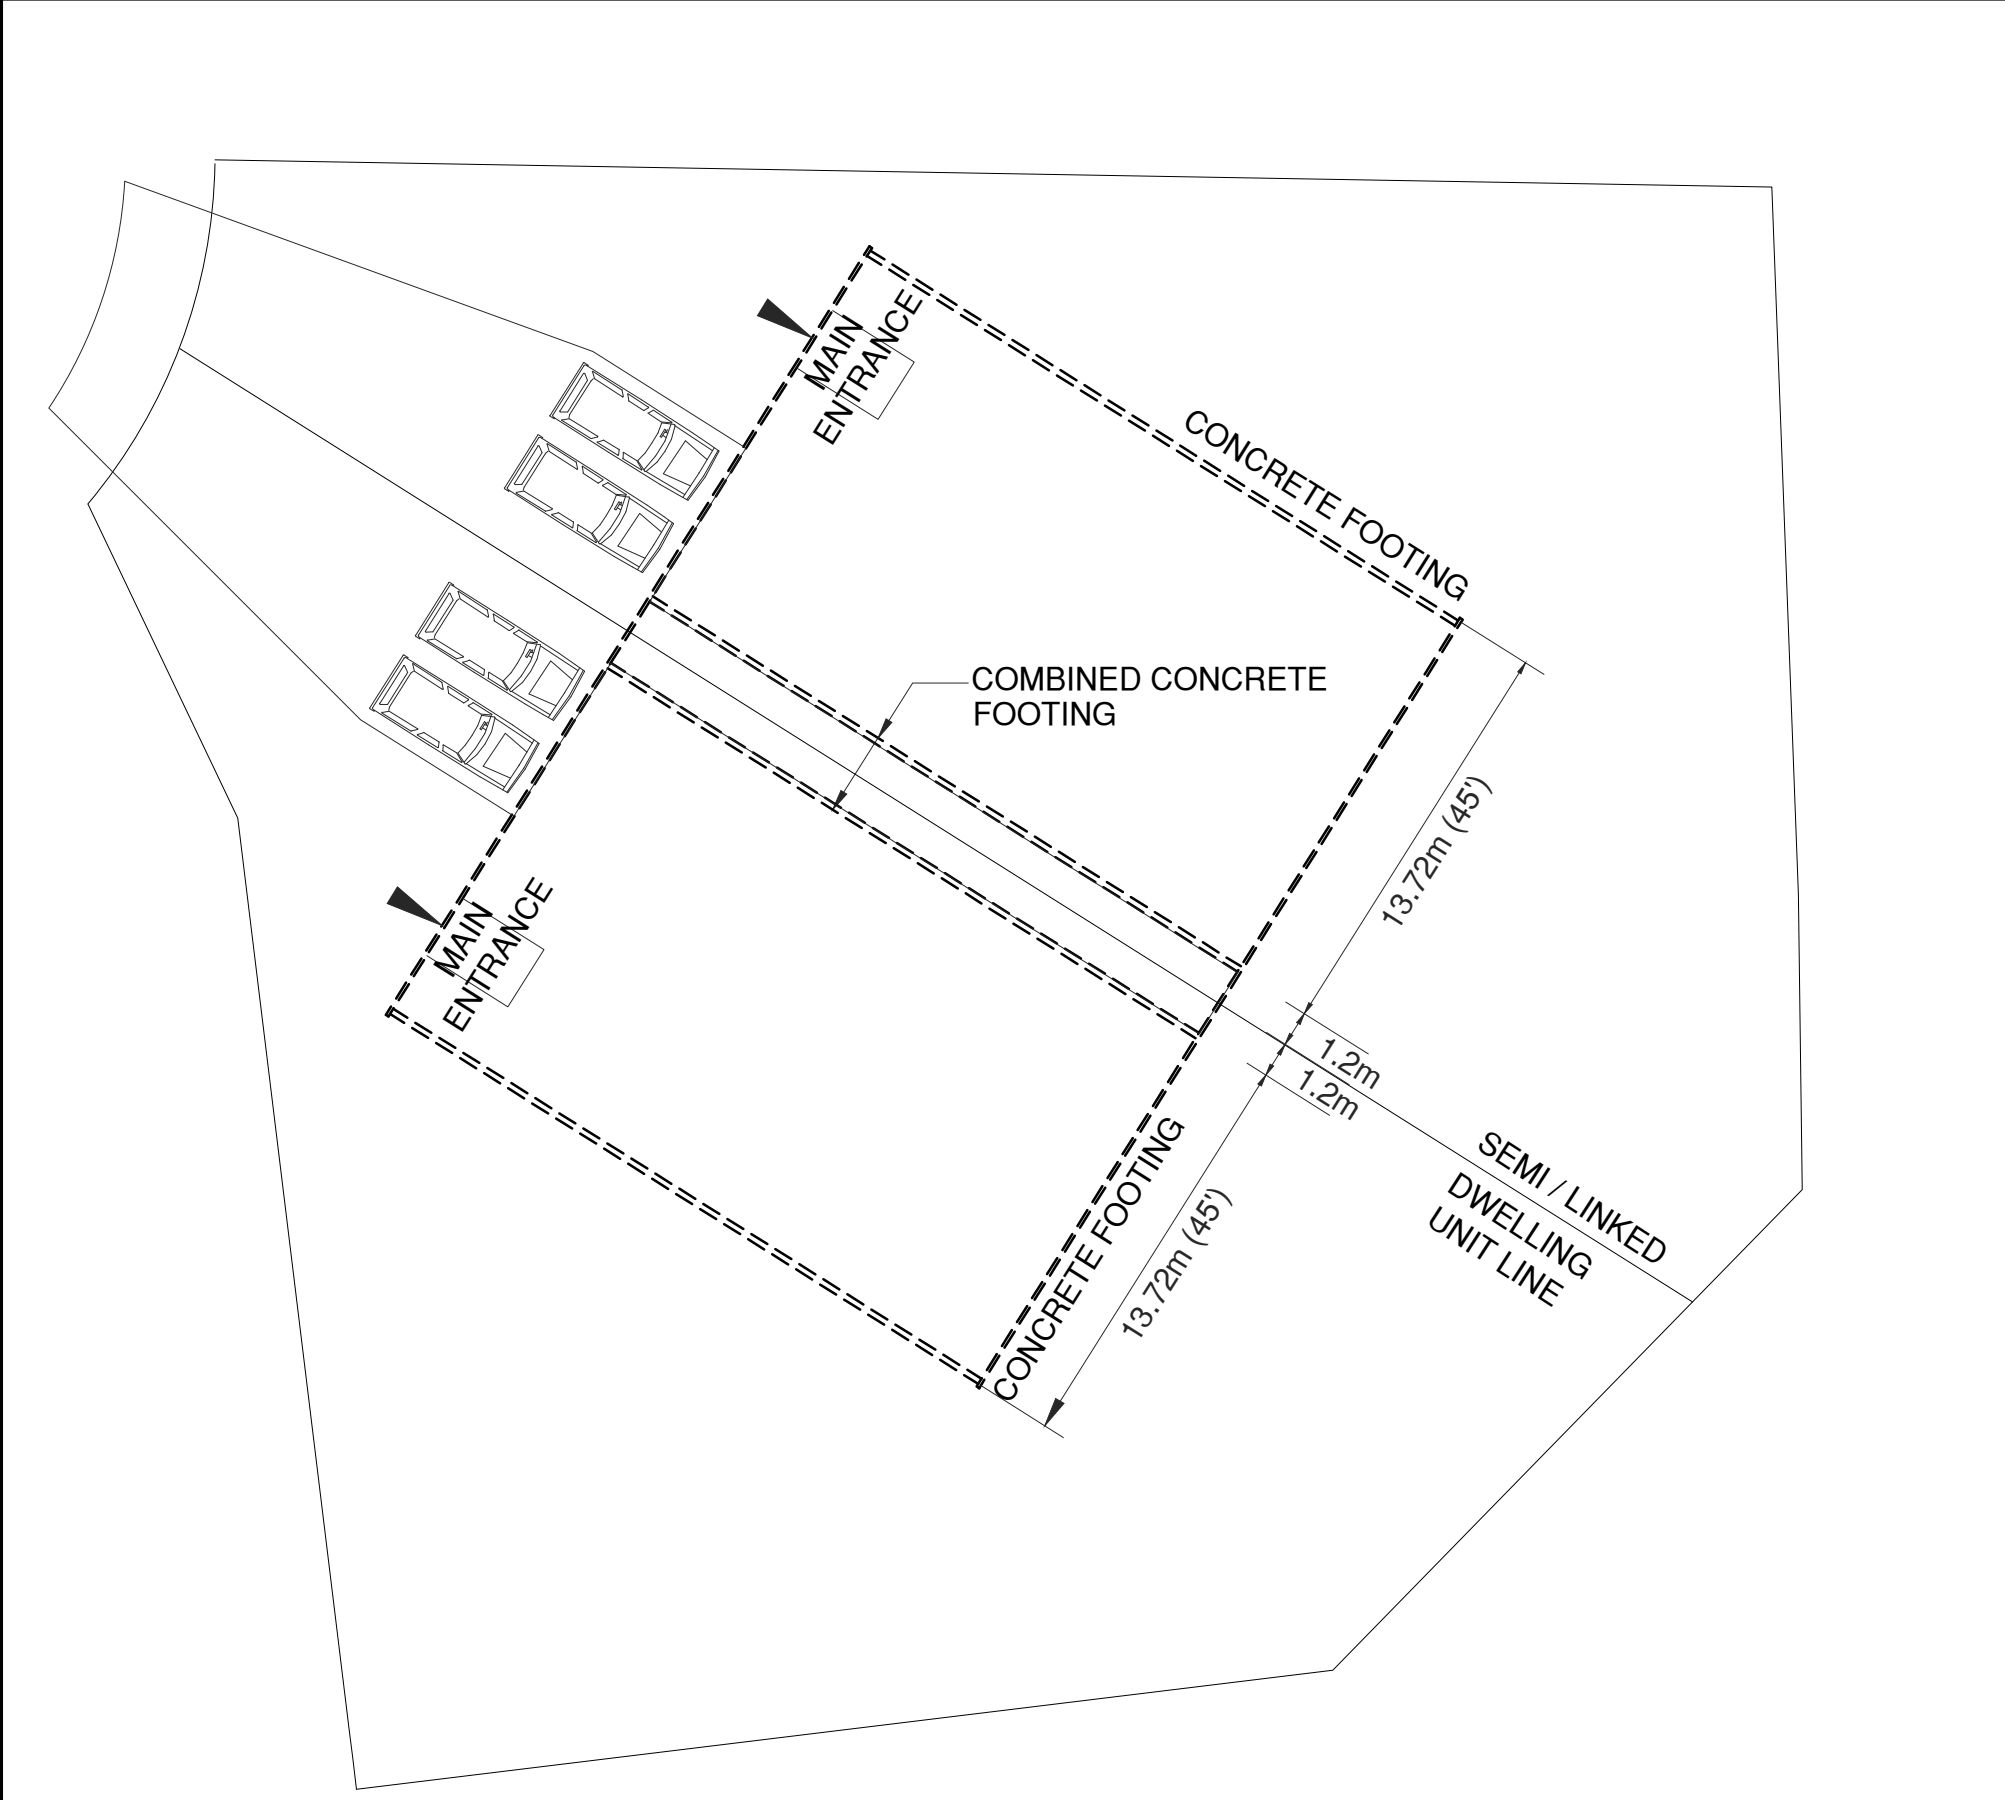 MAIN
ENTRANCE
CONCRETE FOOTING
COMBINED CONCRETE
FOOTING
13.72m (45')
MAIN
ENTRANCE
1.2m
1.2m
CONCRETE FOOTING
13.72m (45')
SEMI / LINKED
DWELLING
UNIT LINE